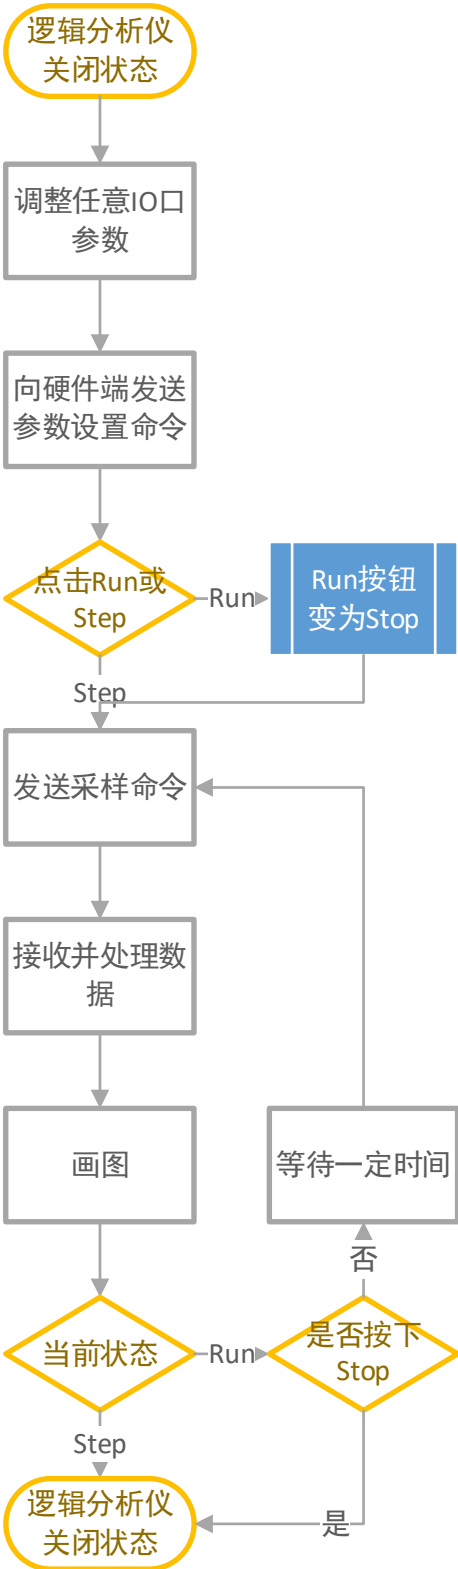 逻辑分析仪
关闭状态
调整任意IO口
参数
向硬件端发送
参数设置命令
点击Run或
Step
Run
Run按钮
变为Stop
Step
发送采样命令
接收并处理数
据
画图
等待一定时间
否
当前状态
Run
是否按下
Stop
Step
逻辑分析仪
关闭状态
是